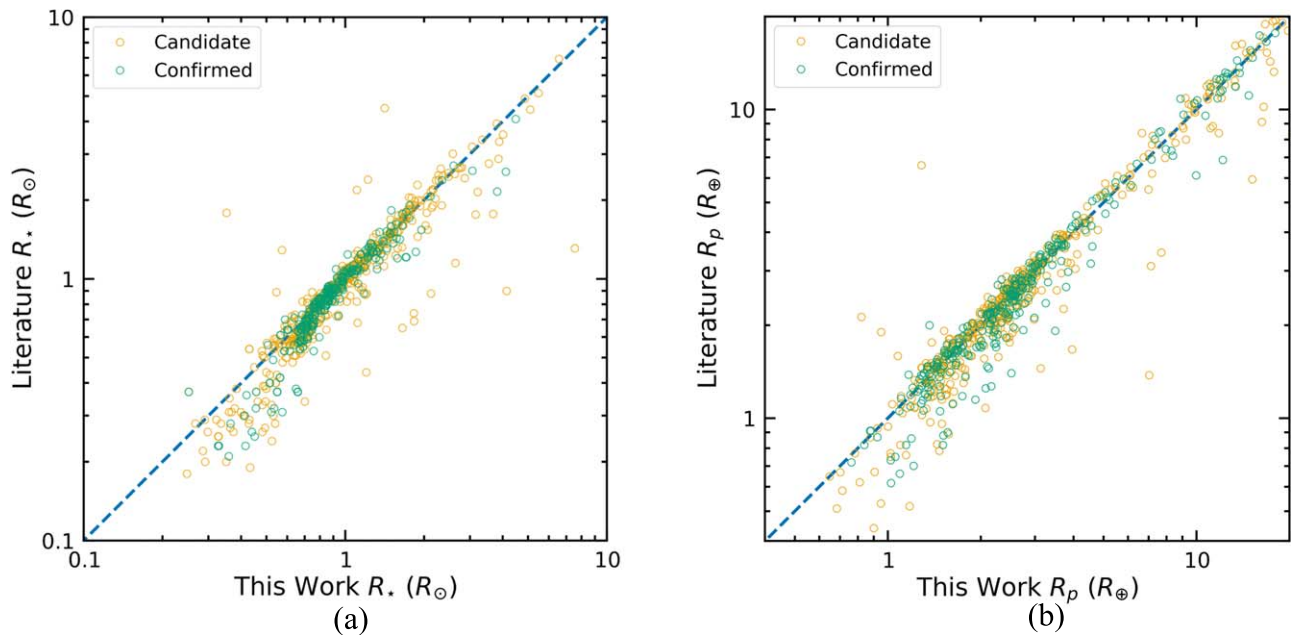 10
Candidate
Confirmed
Literature R⋆ (R⊙)
1
0.1
0.1
1
10
This Work R⋆ (R⊙)
(a)
Candidate
Confirmed
10
Literature Rp (R⊕)
1
1
10
This Work Rp (R⊕)
(b)